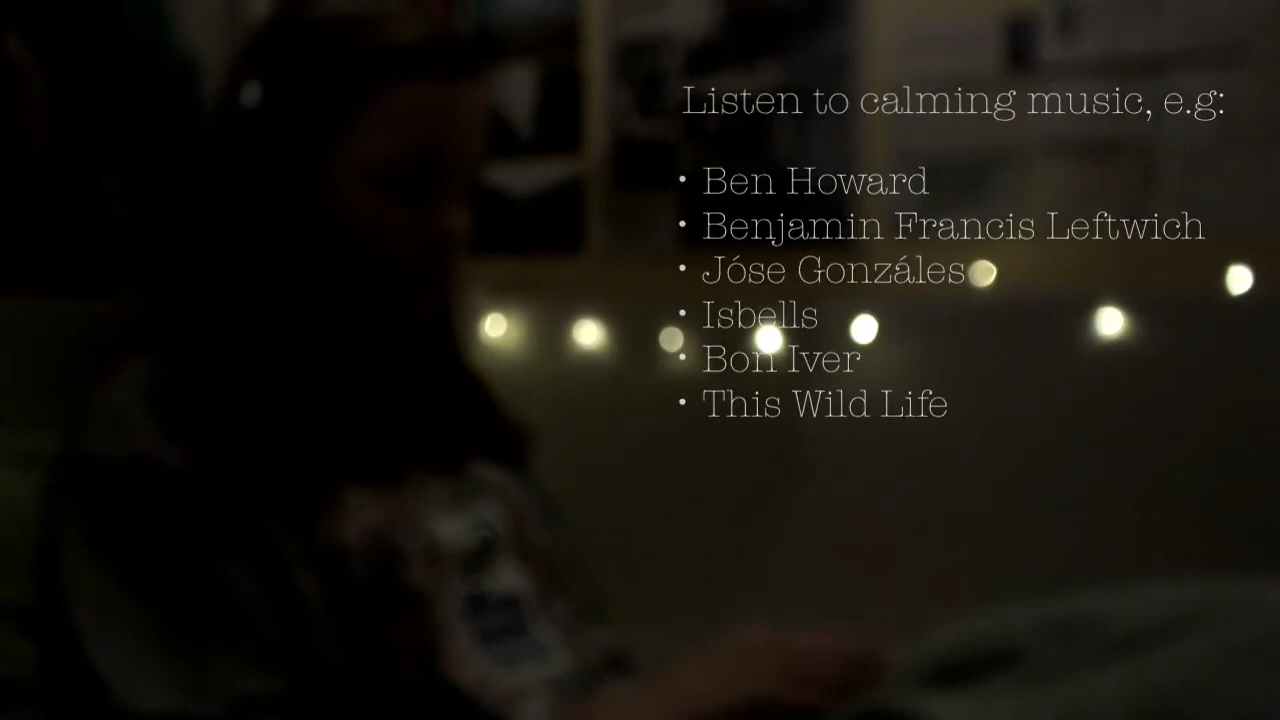 Listen to calming music, e.g:
• Ben Howard
• Benjamin Francis Leftwich
• Jóse Gonzáles
• Isbells
• Bon Iver
• This Wild Life